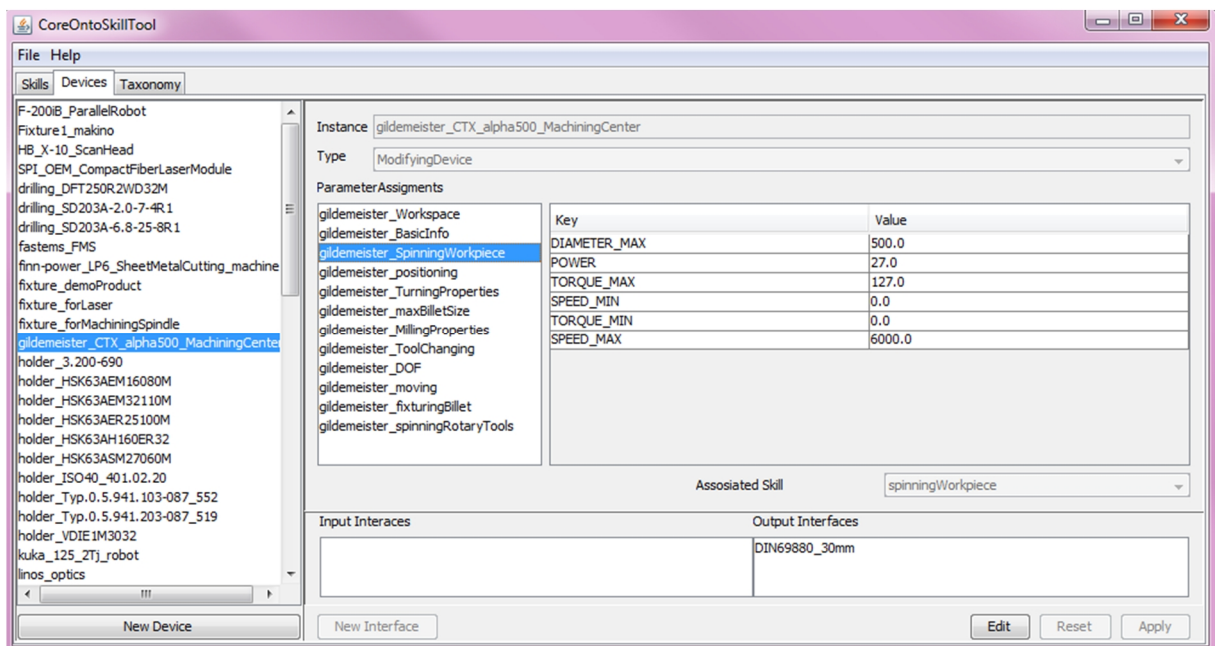 CoreOntoSkillTool
File Help
Skills Devices Taxonomy
F-200iB_ParallelRobot
Fixture1_makino
HB_X-10_ScanHead
SPI_OEM_CompactFiberLaserModule
drilling_DFT250R2WD32M
drilling_SD203A-2.0-7-4R1
drilling_SD203A-6.8-25-8R1
fastems_FMS
finn-power_LP6_SheetMetalCutting_machine
fixture_demoProduct
fixture_forLaser
fixture_forMachiningSpindle
gildemeister_CTX_alpha500_MachiningCenter
holder_3.200-690
holder_HSK63AEM16080M
holder_HSK63AEM32110M
holder_HSK63AER25100M
holder_HSK63AH160ER32
holder_HSK63ASM27060M
holder_ISO40_401.02.20
holder_Typ.0.5.941.103-087_552
holder_Typ.0.5.941.203-087_519
holder_VDIE1M3032
kuka_125_2Tj_robot
linos_optics
New Device
Instance gildemeister_CTX_alpha500_MachiningCenter
Type ModifyingDevice
ParameterAssigments
gildemeister_Workspace
gildemeister_BasicInfo
gildemeister_SpinningWorkpiece
gildemeister_positioning
gildemeister_TurningProperties
gildemeister_maxBilletSize
gildemeister_MillingProperties
gildemeister_ToolChanging
gildemeister_DOF
gildemeister_moving
gildemeister_fixturingBillet
gildemeister_spinningRotaryTools
Key Value
DIAMETER_MAX 500.0
POWER 27.0
TORQUE_MAX 127.0
SPEED_MIN 0.0
TORQUE_MIN 0.0
SPEED_MAX 6000.0
Assosiated Skill spinningWorkpiece
Input Interaces Output Interfaces
DIN69880_30mm
New Interface Edit Reset Apply